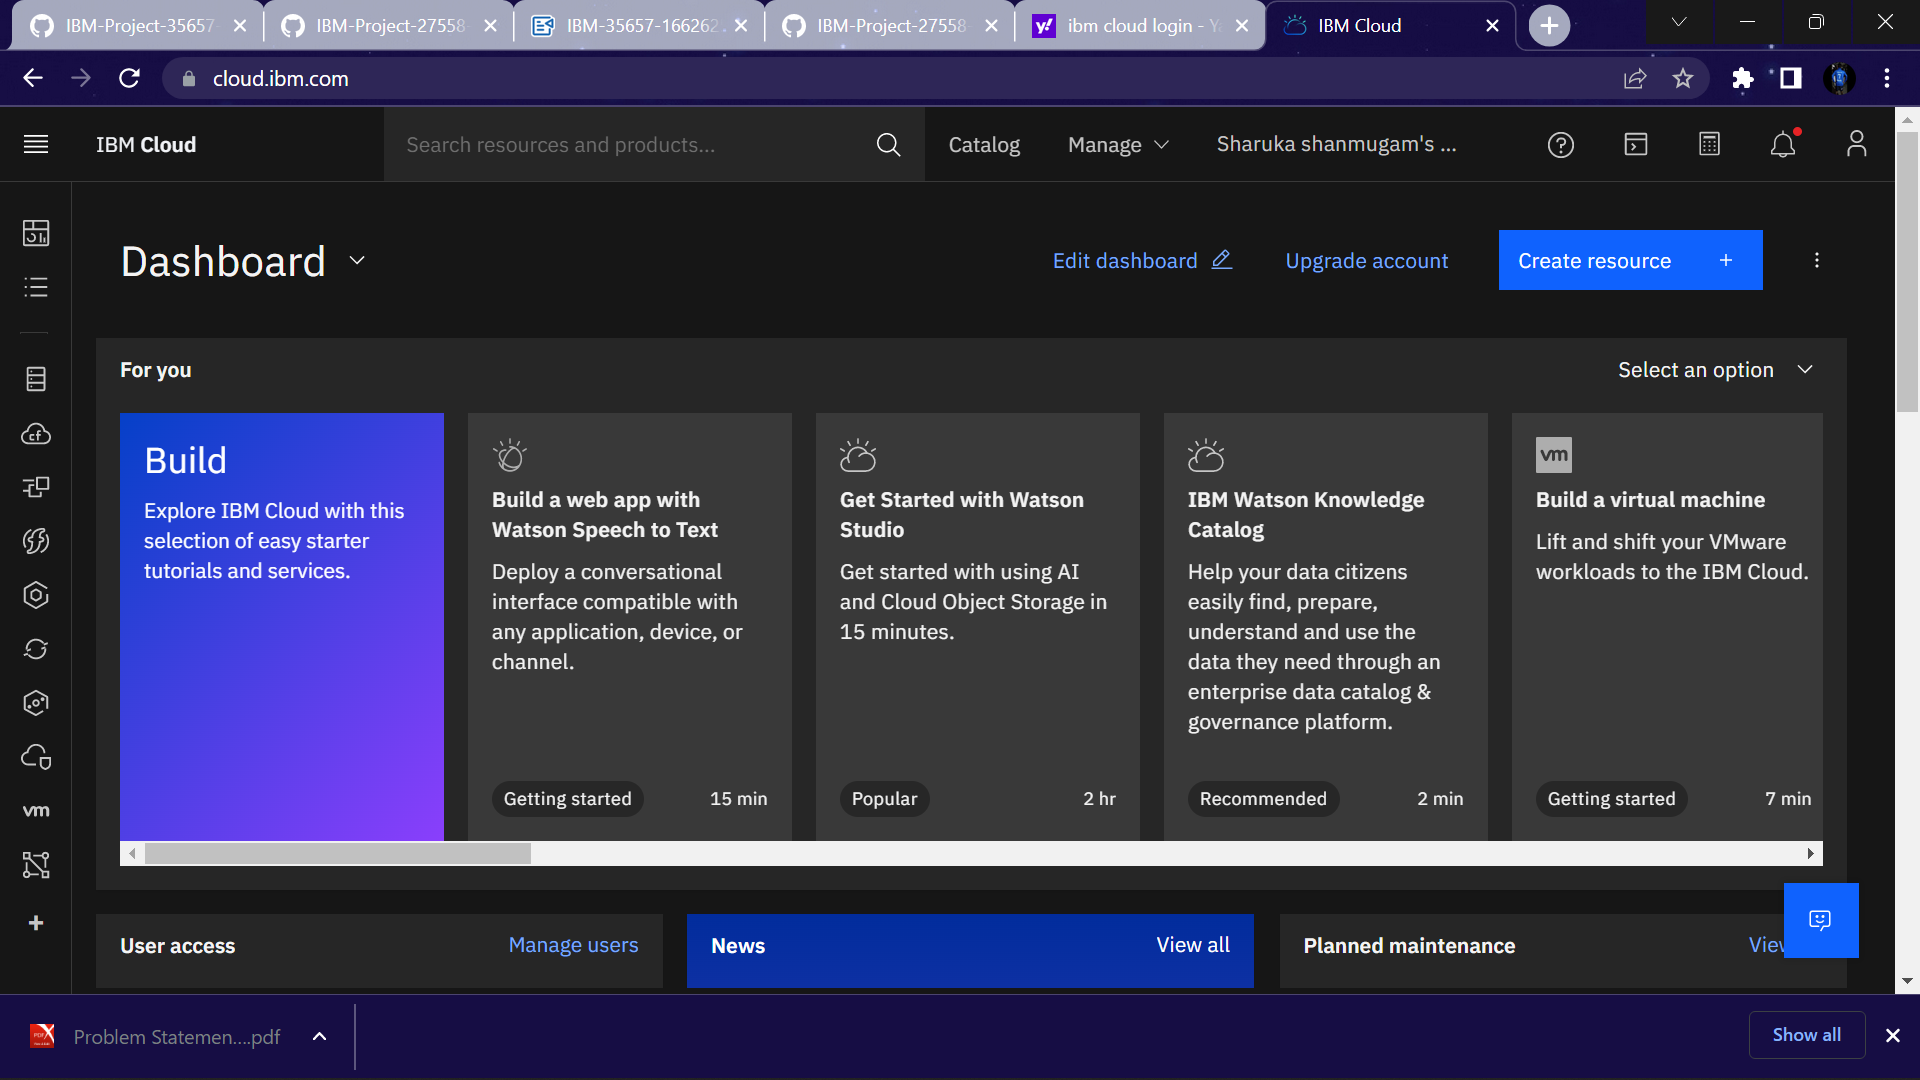 IBM-Project-35657-
IBM-Project-27558
IBM-35657-166262
IBM-Project-27558-
ibm cloud login - Y
IBM Cloud
cloud.ibm.com
IBM Cloud
Search resources and products...
Catalog
Manage
Sharuka shanmugam's ...
Dashboard
Edit dashboard
Upgrade account
Create resource +
For you
Select an option
Build
Explore IBM Cloud with this
selection of easy starter
tutorials and services.
Build a web app with
Watson Speech to Text
Deploy a conversational
interface compatible with
any application, device, or
channel.
Getting started
15 min
Get Started with Watson
Studio
Get started with using AI
and Cloud Object Storage in
15 minutes.
Popular
2 hr
IBM Watson Knowledge
Catalog
Help your data citizens
easily find, prepare,
understand and use the
data they need through an
enterprise data catalog &
governance platform.
Recommended
2 min
vm
Build a virtual machine
Lift and shift your VMware
workloads to the IBM Cloud.
Getting started
7 min
cf
vm
User access
Manage users
News
View all
Planned maintenance
Problem Statemen....pdf
Show all